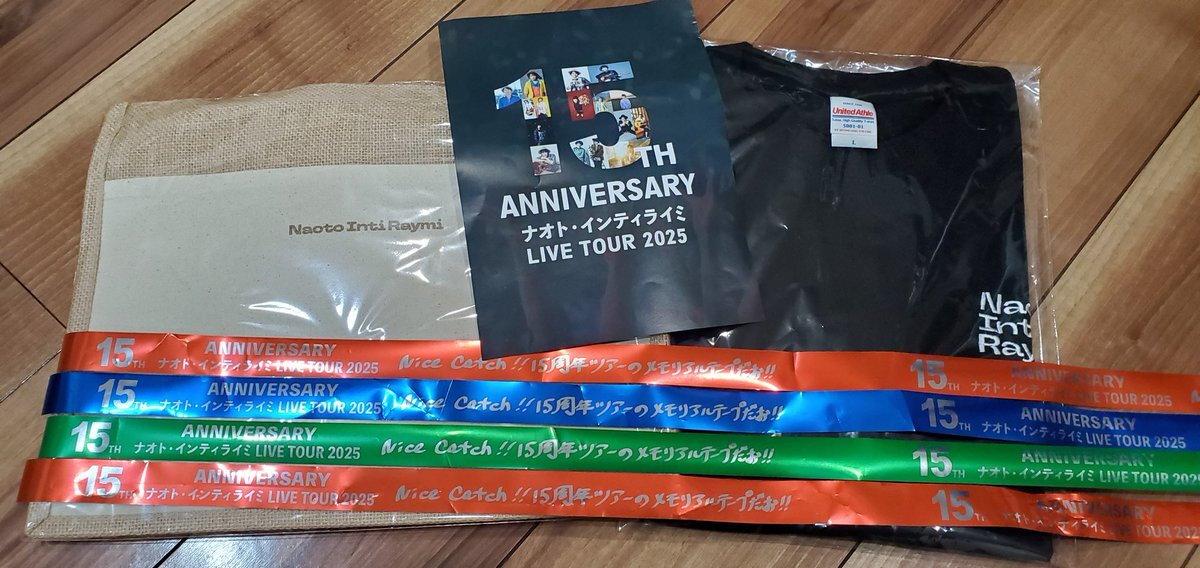 15TH
ANNIVERSARY
ナオト・インティライミ
LIVE TOUR 2025
Naoto Inti Raymi
United Athle
5001-01
L
Na
Int
Ray
15TH ANNIVERSARY
ナオト・インティライミ LIVE TOUR 2025 Nice Catch!! 15周年ツアーのメモリアルテープだお!! 15TH ANNIVERSARY
ナオト・インティライミ LIVE TOUR 2025
15TH ANNIVERSARY
ナオト・インティライミ LIVE TOUR 2025 Nice Catch!! 15周年ツアーのメモリアルテープだお!! 15TH ANNIVERSARY
ナオト・インティライミ LIVE TOUR 2025
15TH ANNIVERSARY
ナオト・インティライミ LIVE TOUR 2025 Nice Catch!! 15周年ツアーのメモリアルテープだお!! 15TH ANNIVERSARY
ナオト・インティライミ LIVE TOUR 2025
15TH ANNIVERSARY
ナオト・インティライミ LIVE TOUR 2025 Nice Catch!! 15周年ツアーのメモリアルテープだお!! 15TH ANNIVERSARY
ナオト・インティライミ LIVE TOUR 202